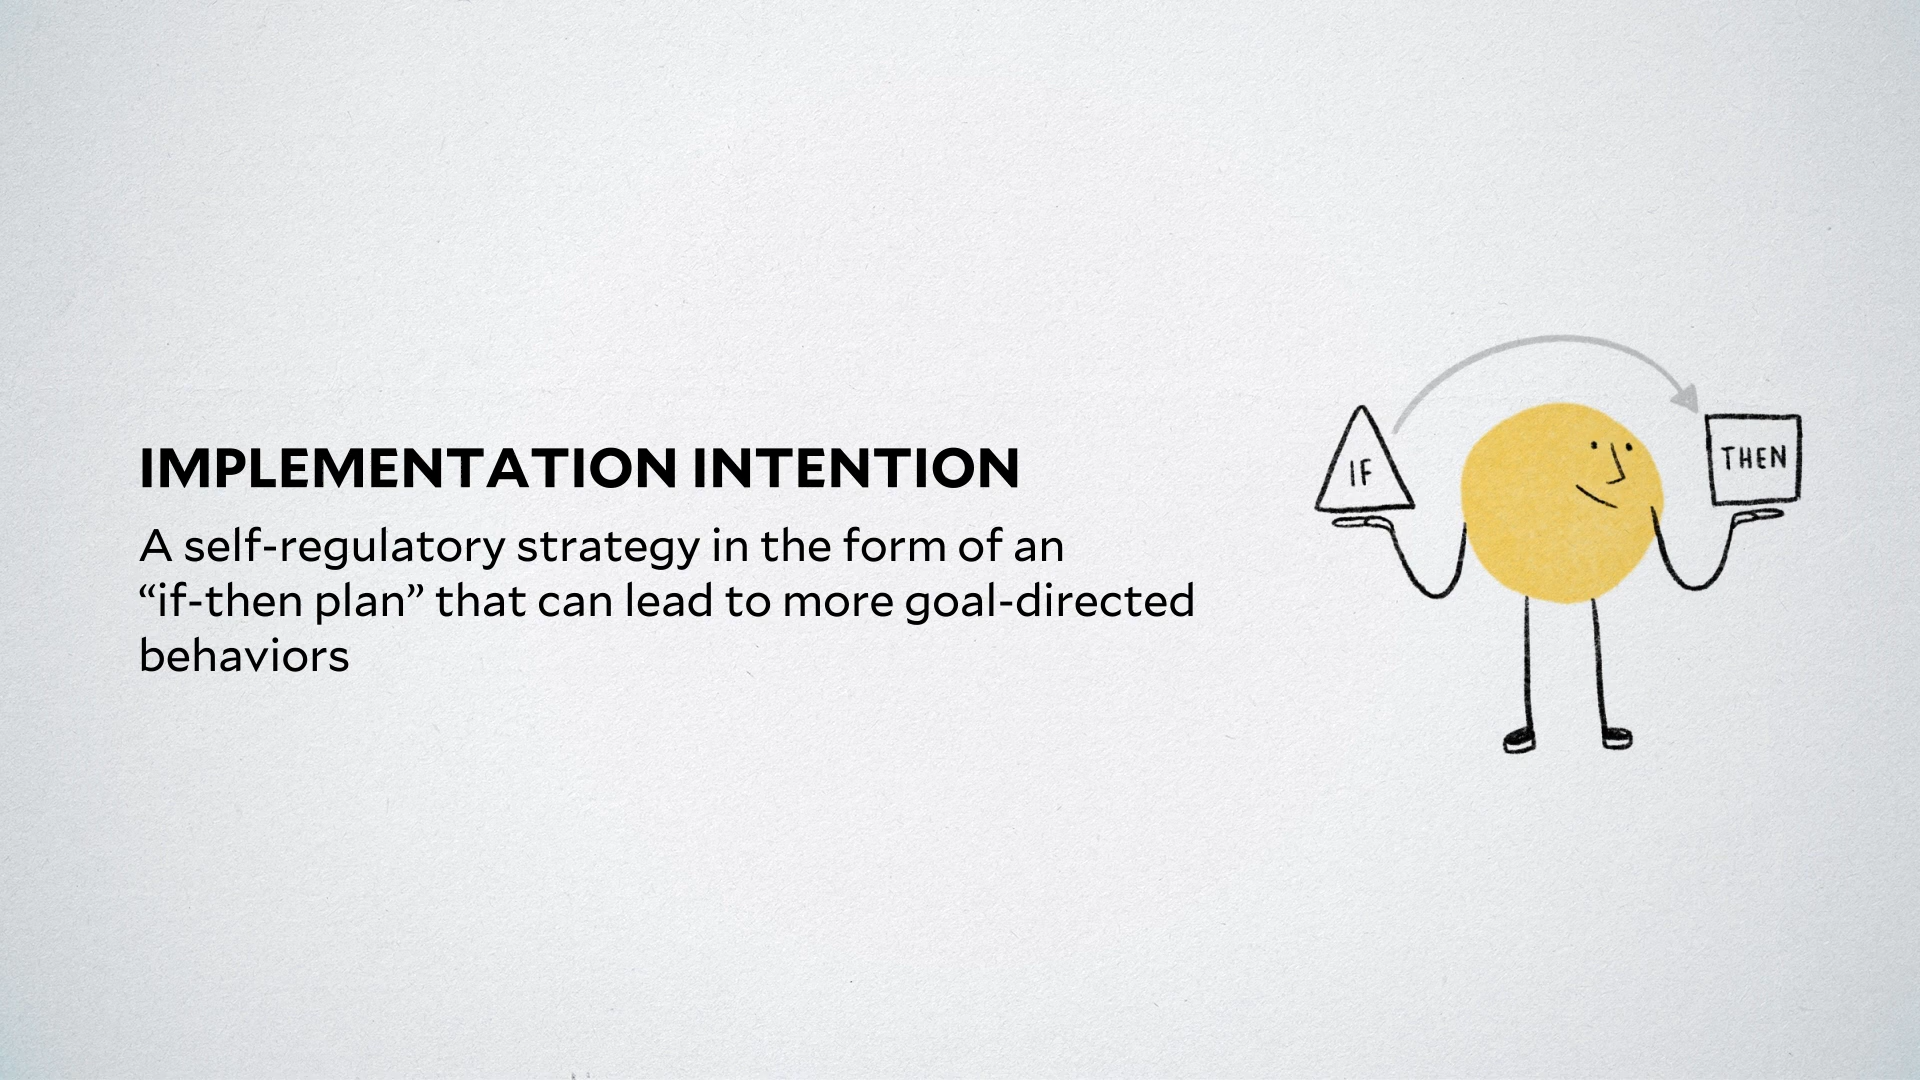 IMPLEMENTATION INTENTION
A self-regulatory strategy in the form of an
“if-then plan” that can lead to more goal-directed
behaviors
IF
THEN